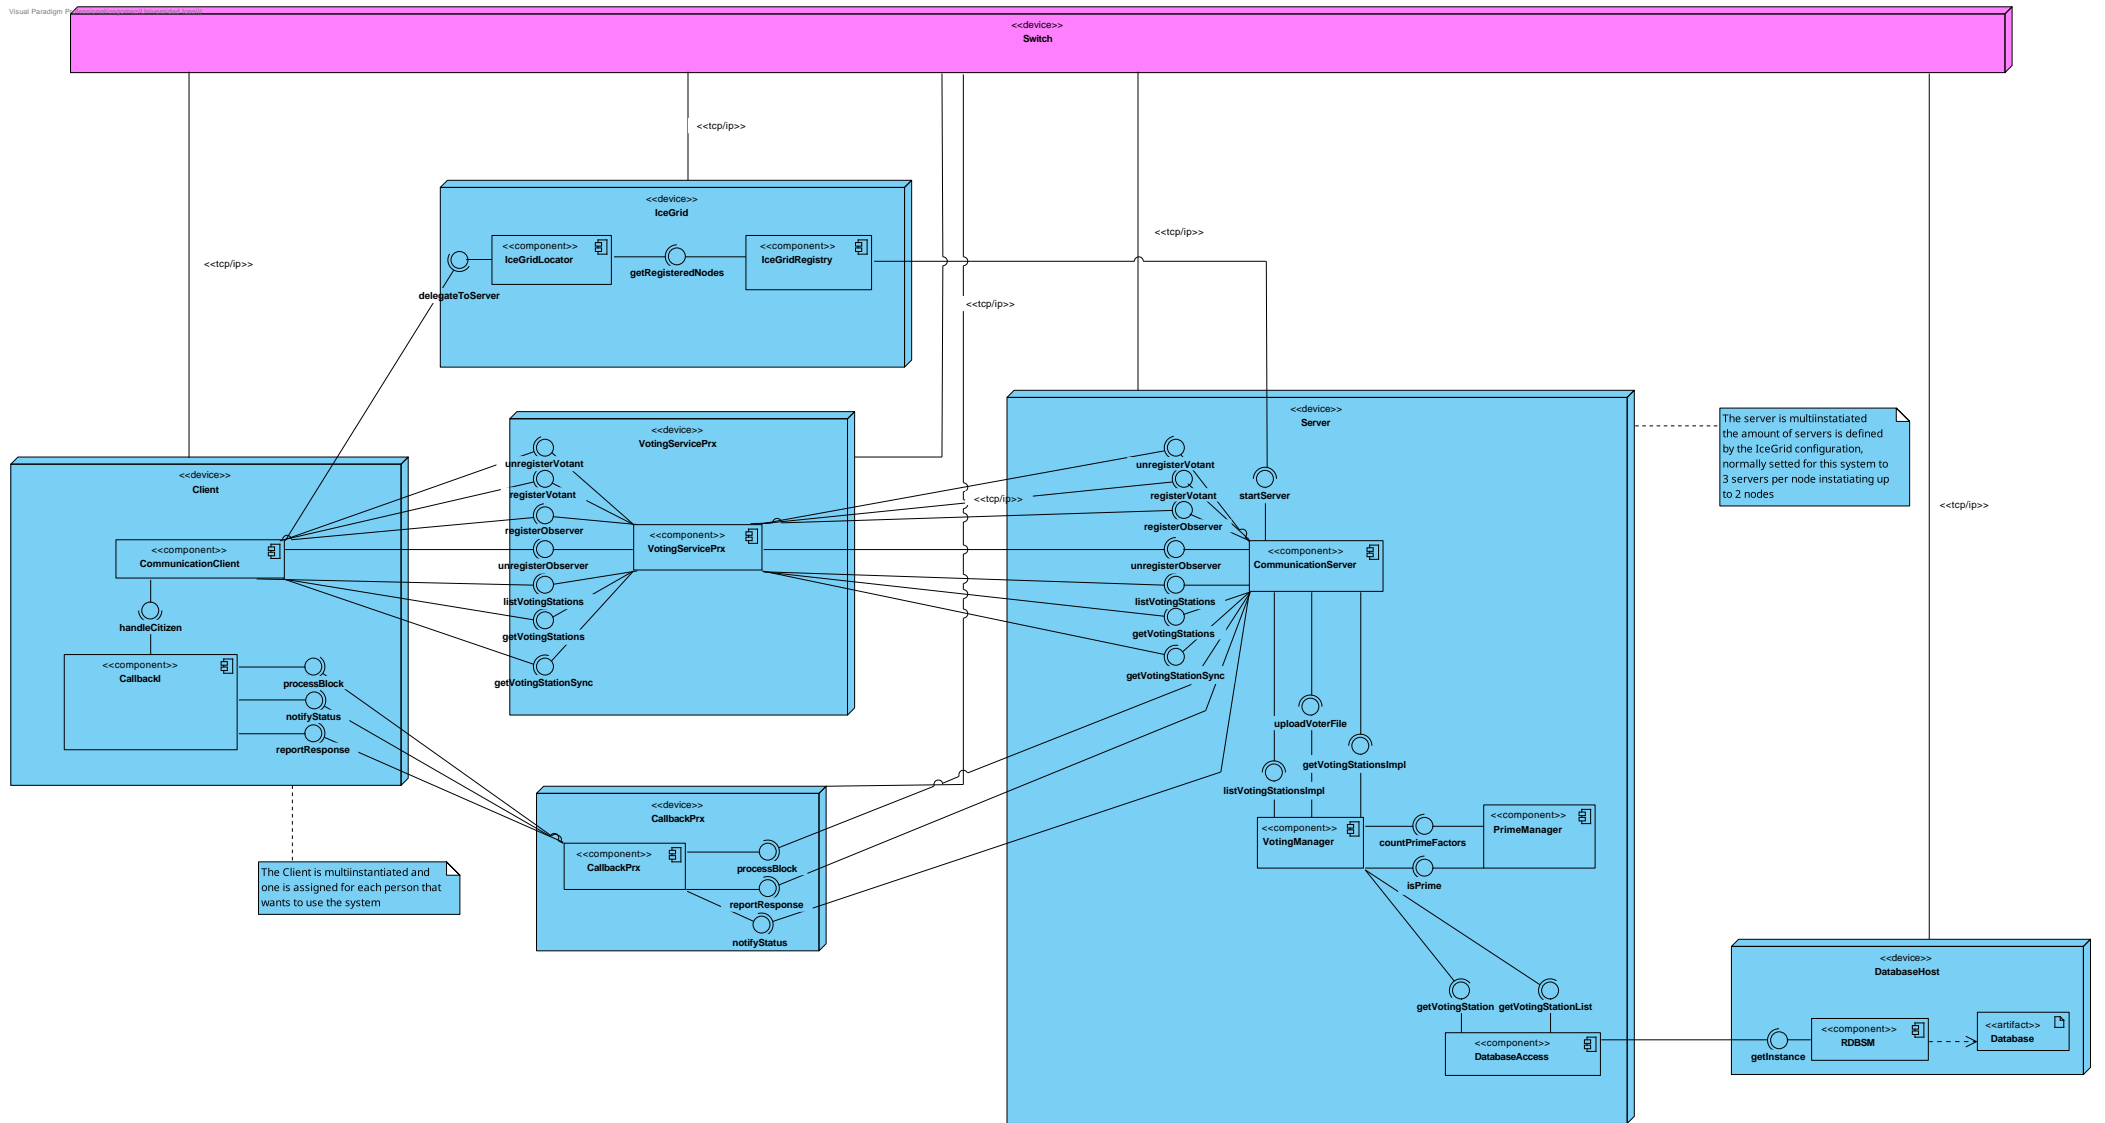 Visual Paradigm
<<device>>
Switch
<<tcp/ip>>
<<tcp/ip>>
<<tcp/ip>>
<<tcp/ip>>
<<tcp/ip>>
<<tcp/ip>>
<<device>>
IceGrid
<<component>>
IceGridLocator
getRegisteredNodes
<<component>>
IceGridRegistry
delegateToServer
<<device>>
Client
<<component>>
CommunicationClient
handleCitizen
<<component>>
CallbackI
processBlock
notifyStatus
reportResponse
The Client is multiinstantiated and
one is assigned for each person that
wants to use the system
<<device>>
VotingServicePrx
unregisterVotant
registerVotant
registerObserver
unregisterObserver
listVotingStations
getVotingStations
getVotingStationSync
<<component>>
VotingServicePrx
<<device>>
CallbackPrx
<<component>>
CallbackPrx
processBlock
reportResponse
notifyStatus
<<device>>
Server
unregisterVotant
registerVotant
registerObserver
unregisterObserver
listVotingStations
getVotingStations
getVotingStationSync
startServer
<<component>>
CommunicationServer
uploadVoterFile
getVotingStationsImpl
listVotingStationsImpl
<<component>>
VotingManager
countPrimeFactors
isPrime
<<component>>
PrimeManager
getVotingStation
getVotingStationList
<<component>>
DatabaseAccess
The server is multiinstatiated
the amount of servers is defined
by the IceGrid configuration,
normally setted for this system to
3 servers per node instatiating up
to 2 nodes
<<device>>
DatabaseHost
getInstance
<<component>>
RDBSM
<<artifact>>
Database